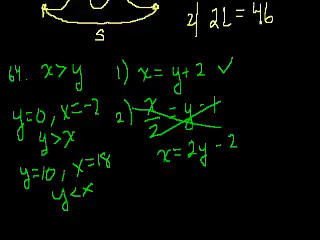 S
2) 2L = 46
64. x > y
1) x = y + 2 ✓
y = 0, x = -2
y > x
2) x/2 = y - 1
x = 2y - 2
y = 10, x = 18
y < x